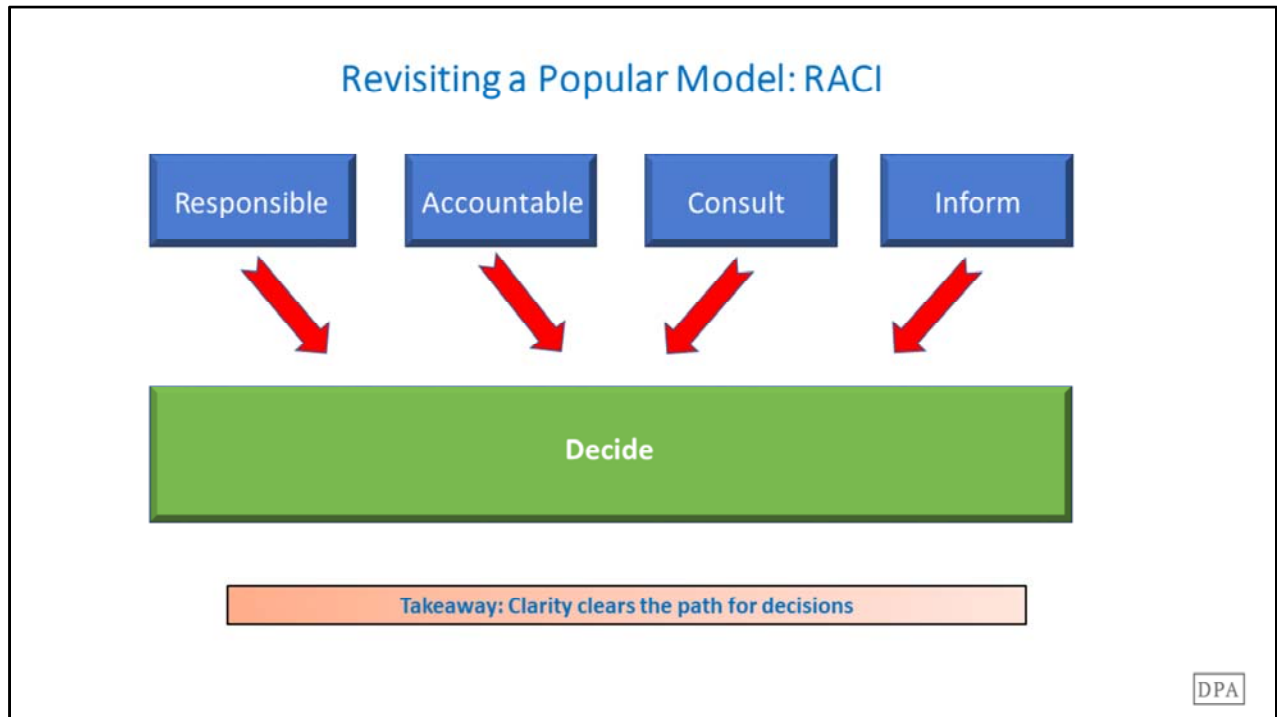 Revisiting a Popular Model: RACI
Responsible
Accountable
Consult
Inform
Decide
Takeaway: Clarity clears the path for decisions
DPA